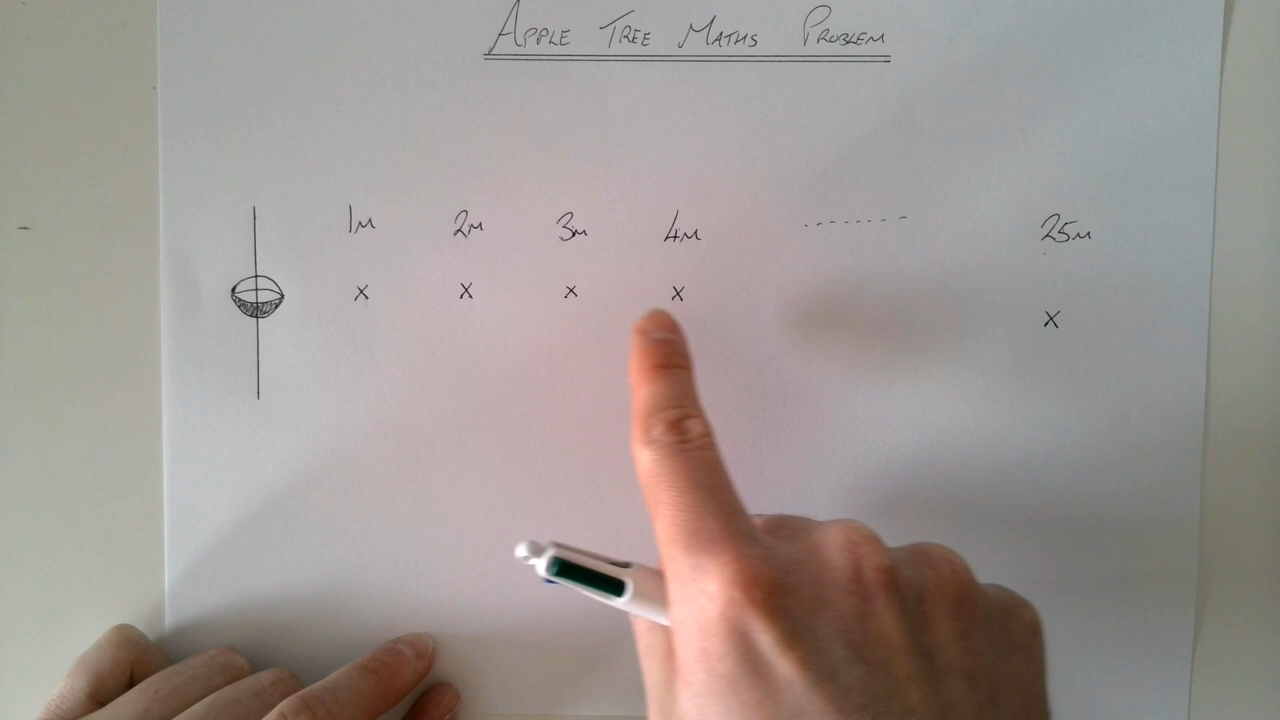 APPLE TREE MATHS PROBLEM
1M 2M 3M 4M -------- 25M
x x x x x